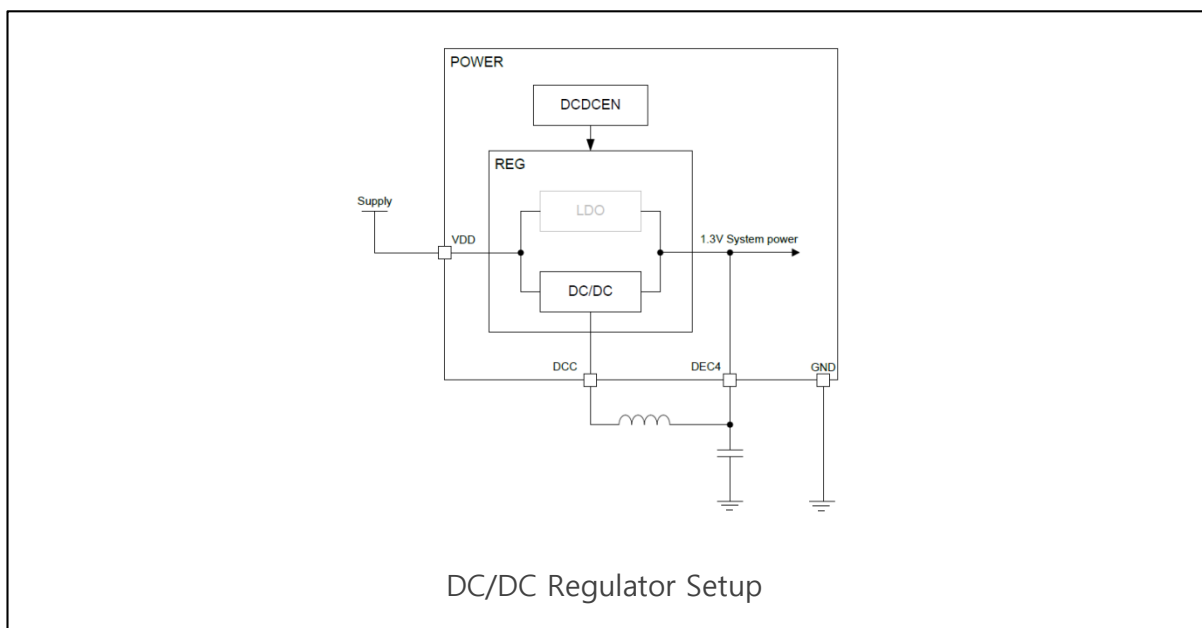 POWER
DCDCEN
REG
LDO
Supply
VDD
1.3V System power
DC/DC
DCC
DEC4
GND
DC/DC Regulator Setup